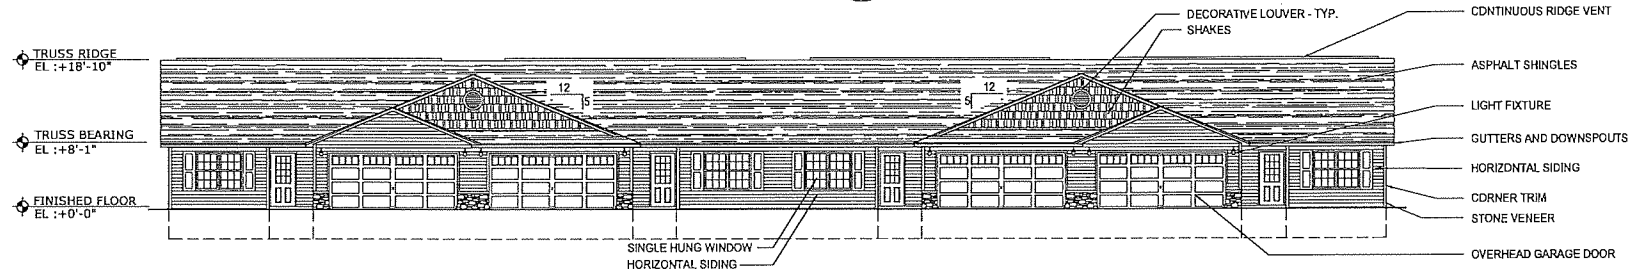 DECORATIVE LOUVER - TYP.
SHAKES
CONTINUOUS RIDGE VENT
TRUSS RIDGE
EL :+18'-10"
ASPHALT SHINGLES
12
5
12
5
LIGHT FIXTURE
TRUSS BEARING
EL :+8'-1"
GUTTERS AND DOWNSPOUTS
HORIZONTAL SIDING
CORNER TRIM
FINISHED FLOOR
EL :+0'-0"
STONE VENEER
SINGLE HUNG WINDOW
HORIZONTAL SIDING
OVERHEAD GARAGE DOOR